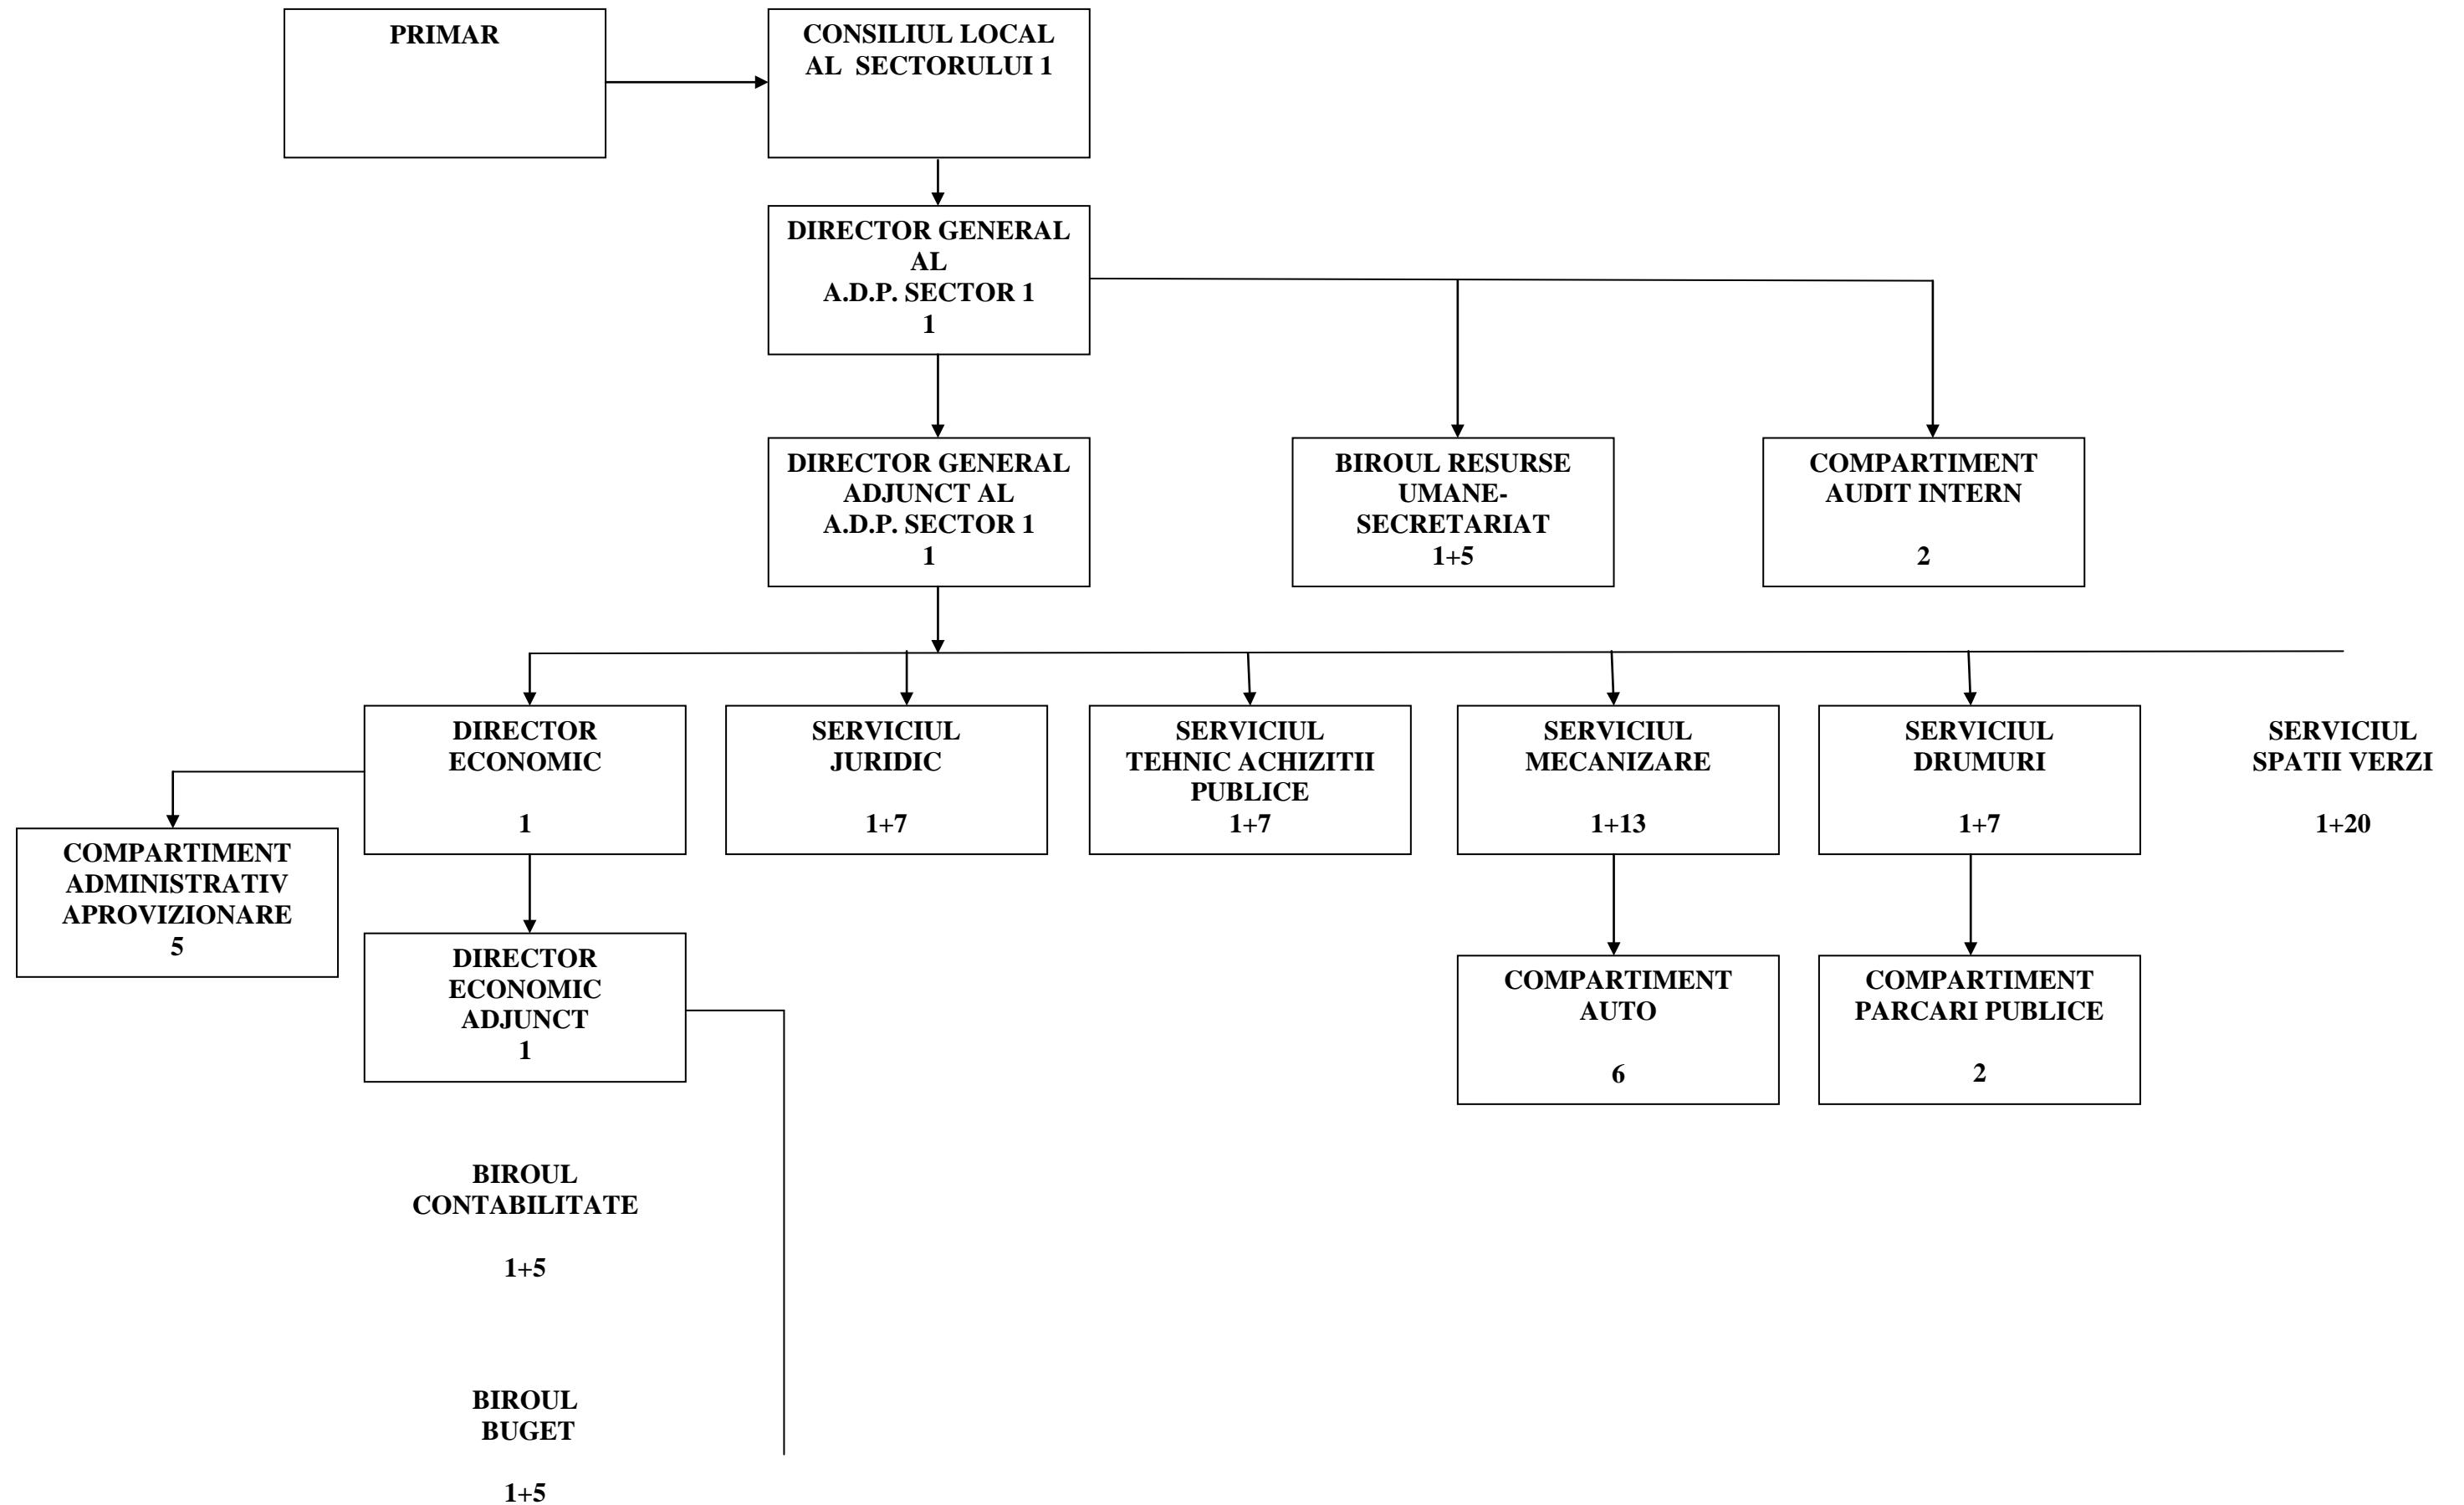 PRIMAR
CONSILIUL LOCAL
AL SECTORULUI 1
DIRECTOR GENERAL
AL
A.D.P. SECTOR 1
1
DIRECTOR GENERAL
ADJUNCT AL
A.D.P. SECTOR 1
1
BIROUL RESURSE
UMANE-
SECRETARIAT
1+5
COMPARTIMENT
AUDIT INTERN
2
DIRECTOR
ECONOMIC
1
SERVICIUL
JURIDIC
1+7
SERVICIUL
TEHNIC ACHIZITII
PUBLICE
1+7
SERVICIUL
MECANIZARE
1+13
SERVICIUL
DRUMURI
1+7
SERVICIUL
SPATII VERZI
1+20
COMPARTIMENT
ADMINISTRATIV
APROVIZIONARE
5
DIRECTOR
ECONOMIC
ADJUNCT
1
COMPARTIMENT
AUTO
6
COMPARTIMENT
PARCARI PUBLICE
2
BIROUL
CONTABILITATE
1+5
BIROUL
BUGET
1+5